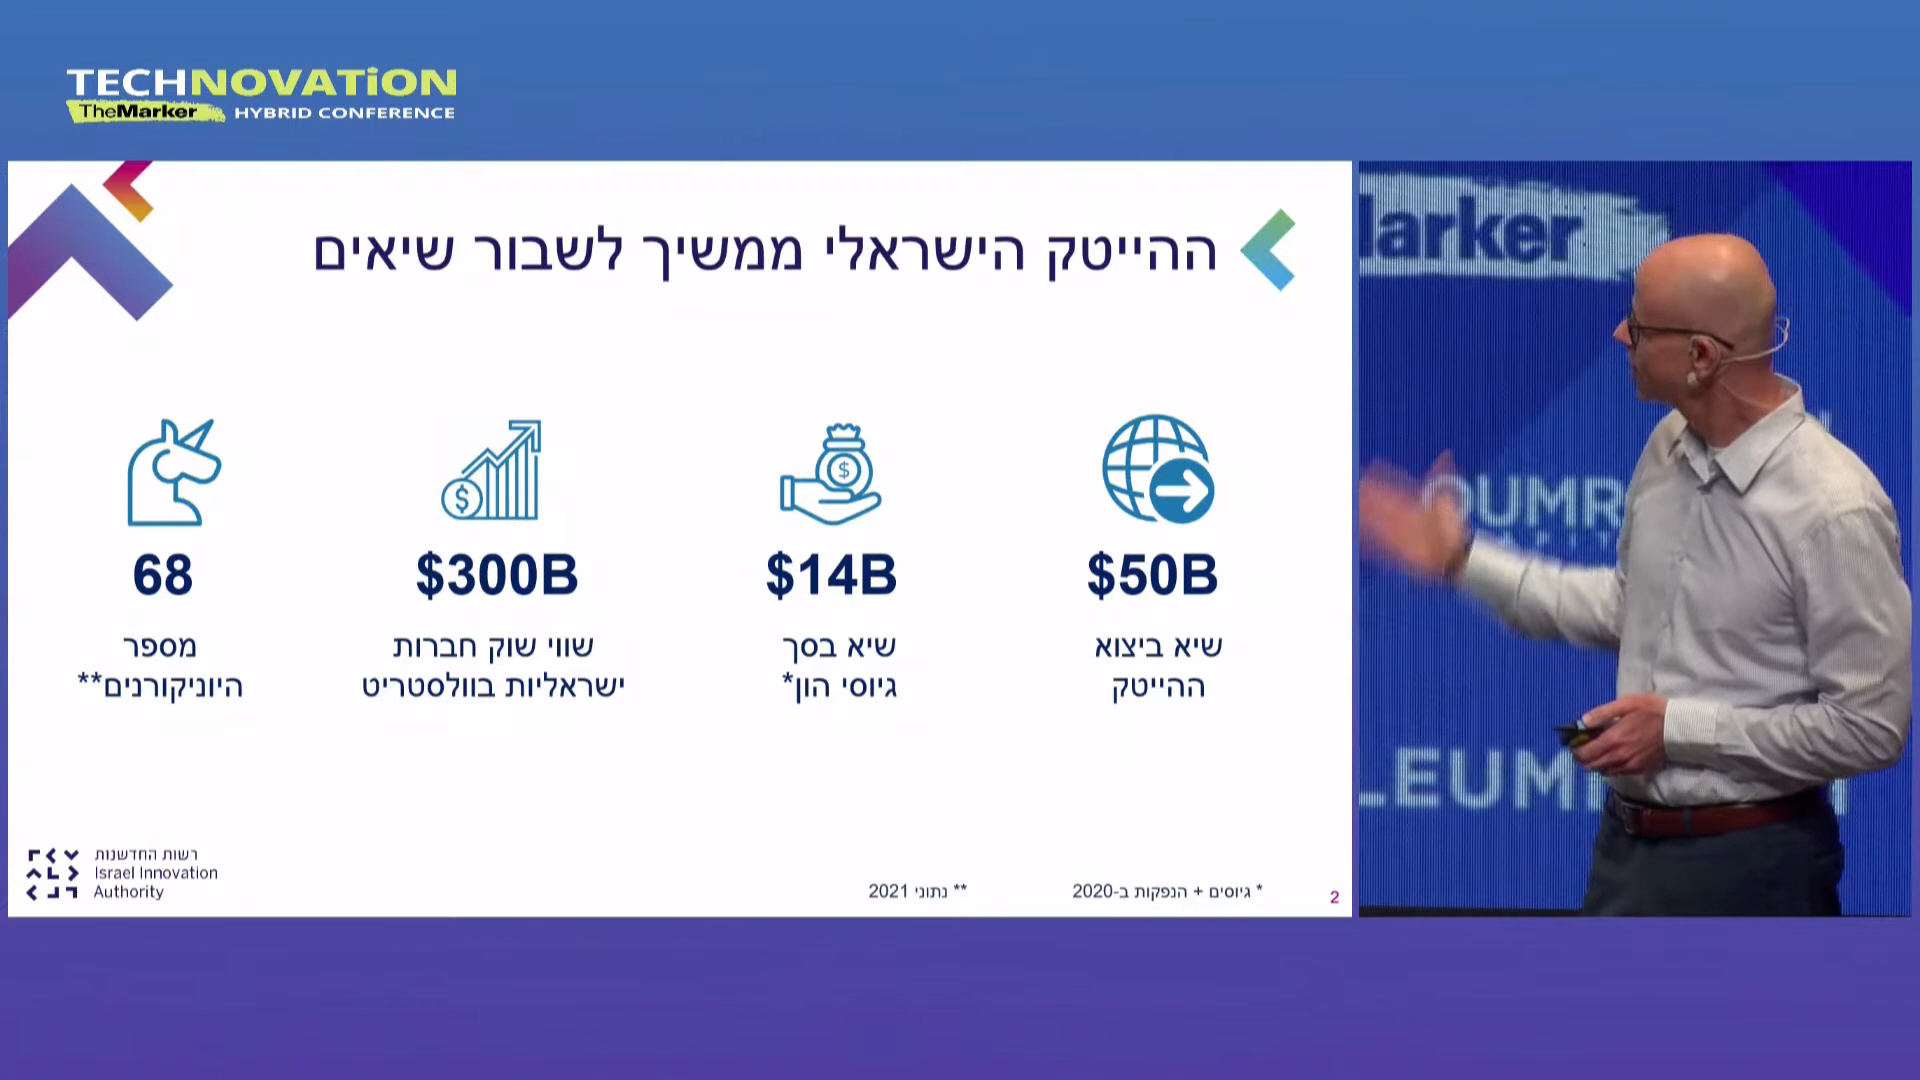 TECHNOVATiON
TheMarker HYBRID CONFERENCE
ההייטק הישראלי ממשיך לשבור שיאים
$50B
שיא ביצוא
ההייטק
$14B
שיא בסך
גיוסי הון*
$300B
שווי שוק חברות
ישראליות בוולסטריט
68
מספר
היוניקורנים**
* גיוסים + הנפקות ב-2020
** נתוני 2021
2
רשות החדשנות
Israel Innovation
Authority
arker
QUMR
LEUM